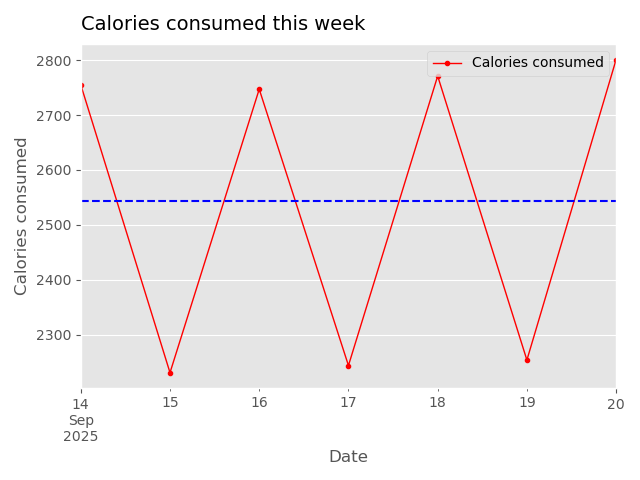 Calories consumed this week
Calories consumed
2800
2700
2600
2500
2400
2300
Calories consumed
14
Sep
2025
15
16
17
18
19
20
Date